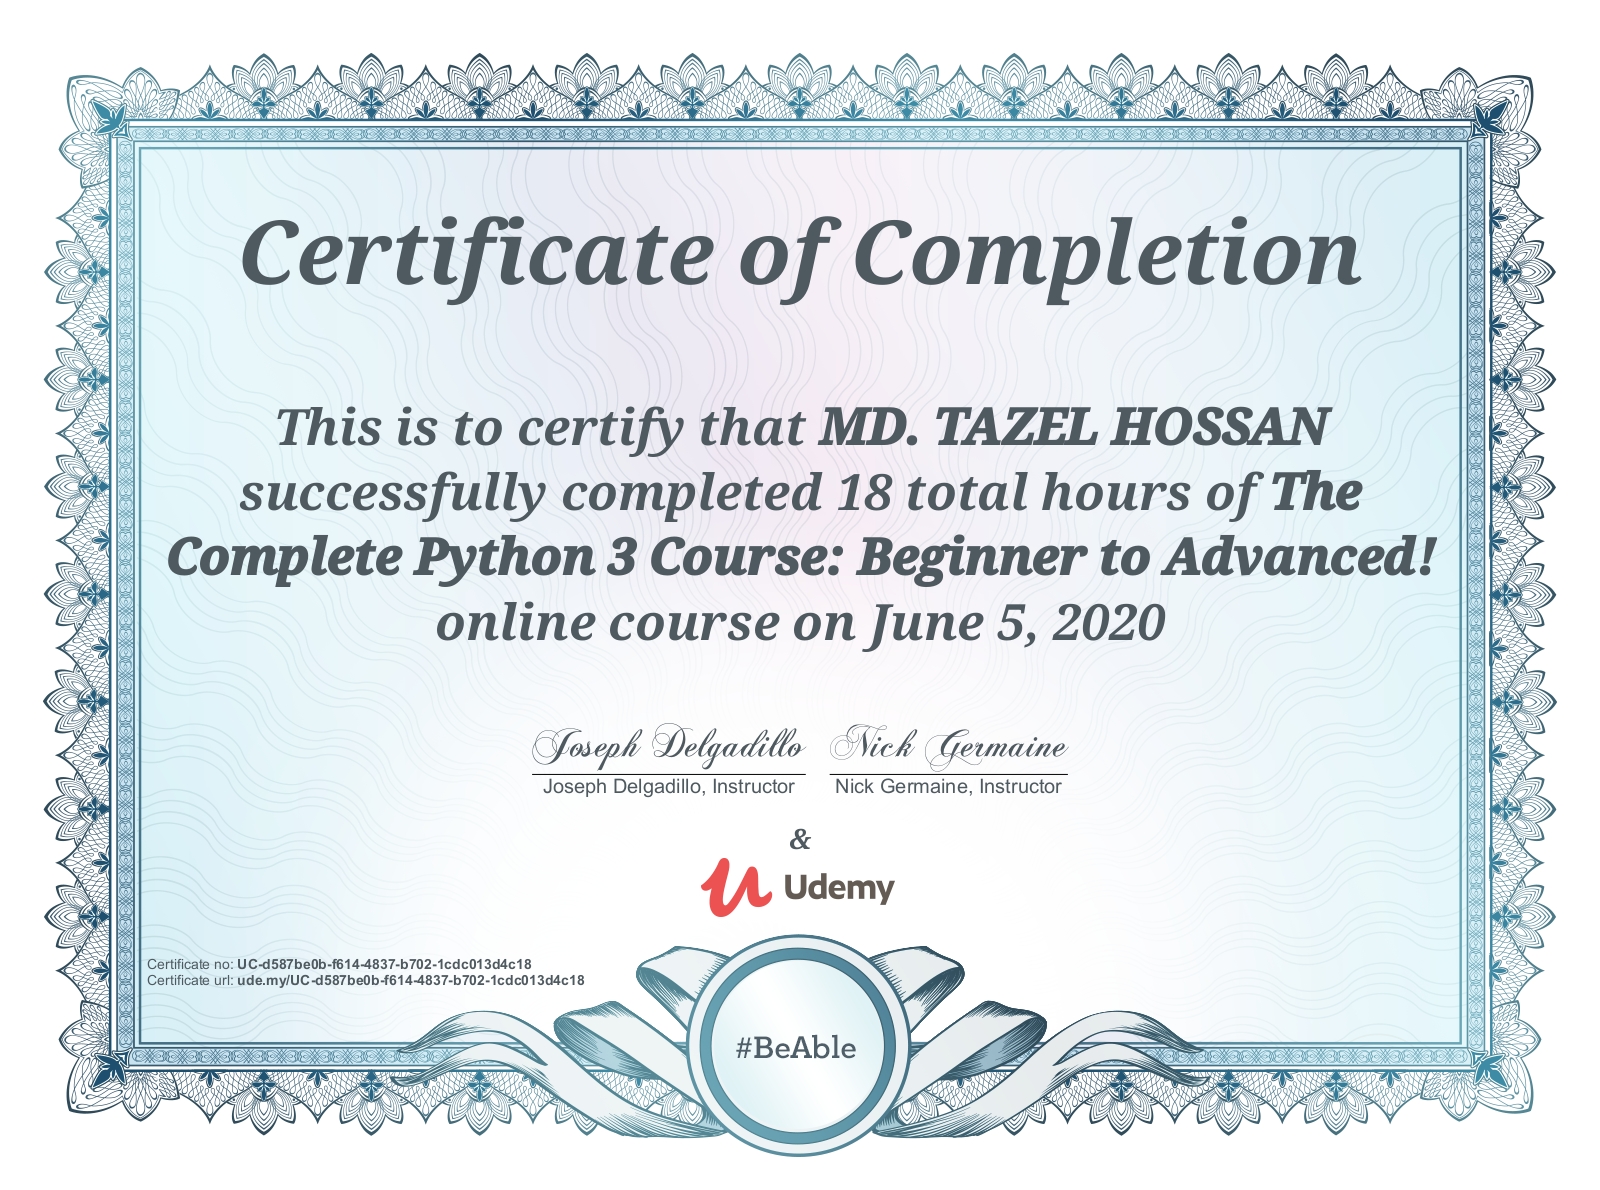 Certificate of Completion
This is to certify that MD. TAZEL HOSSAN
successfully completed 18 total hours of The
Complete Python 3 Course: Beginner to Advanced!
online course on June 5, 2020
Joseph Delgadillo Nick Germaine
Joseph Delgadillo, Instructor Nick Germaine, Instructor
&
Udemy
Certificate no: UC-d587be0b-f614-4837-b702-1cdc013d4c18
Certificate url: ude.my/UC-d587be0b-f614-4837-b702-1cdc013d4c18
#BeAble